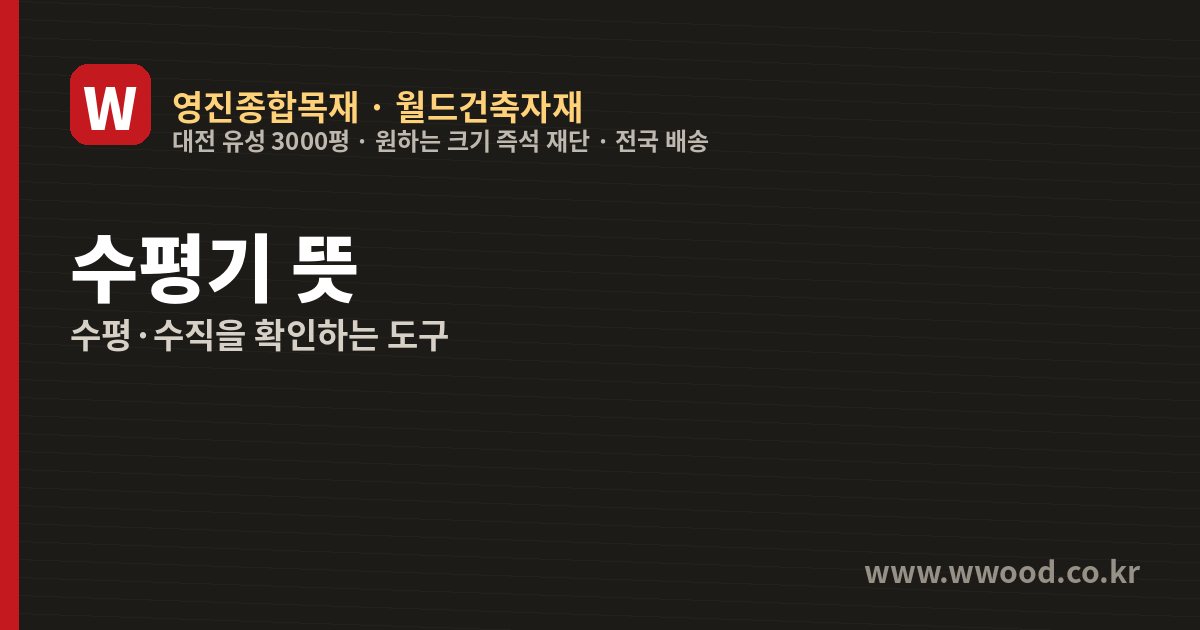 W
영진종합목재 · 월드건축자재
대전 유성 3000평 · 원하는 크기 즉석 재단 · 전국 배송
수평기 뜻
수평·수직을 확인하는 도구
www.wwood.co.kr